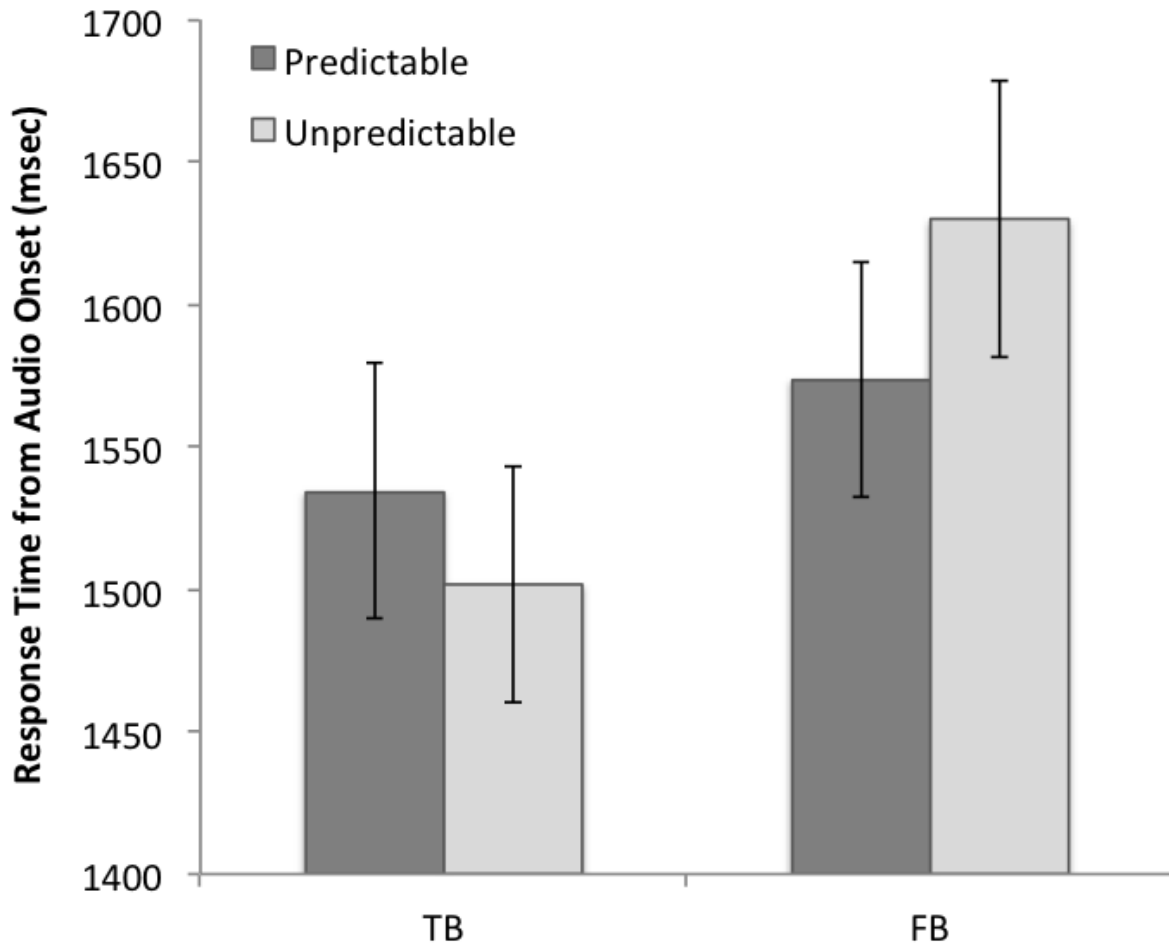 Response Time from Audio Onset (msec)
1700
1650
1600
1550
1500
1450
1400
Predictable
Unpredictable
TB
FB